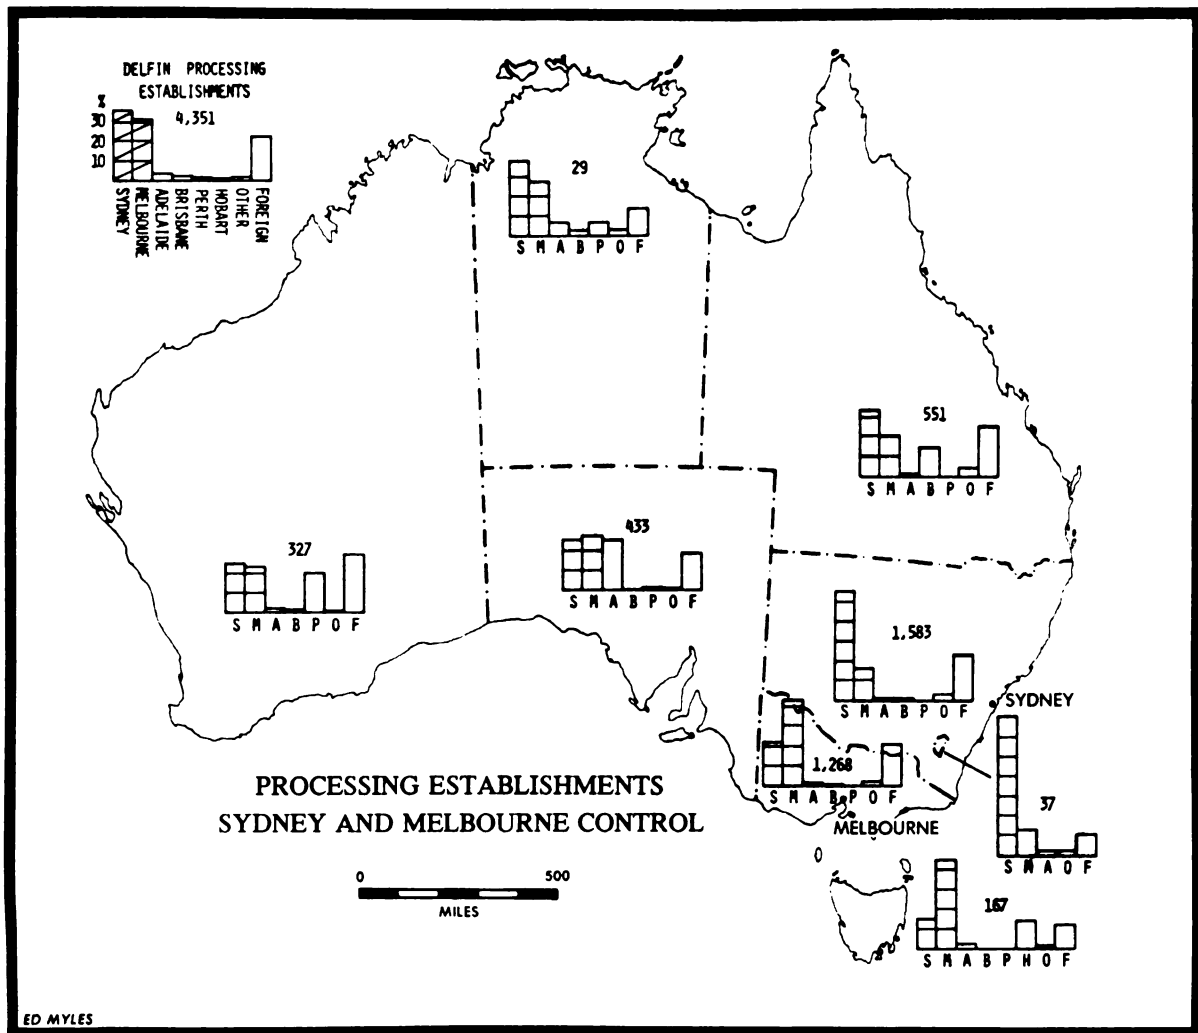 DELFIN PROCESSING
ESTABLISHMENTS
%
4,351
30
20
10
SYDNEY
MELBOURNE
ADELAIDE
BRISBANE
PERTH
HOBART
OTHER
FOREIGN
29
S M A B P O F
551
S M A B P O F
433
S M A B P O F
327
S M A B P O F
1,583
S M A B P O F
SYDNEY
1,268
S M A B P O F
MELBOURNE
37
S M A O F
167
S M A B P H O F
PROCESSING ESTABLISHMENTS
SYDNEY AND MELBOURNE CONTROL
0 500
MILES
ED MYLES